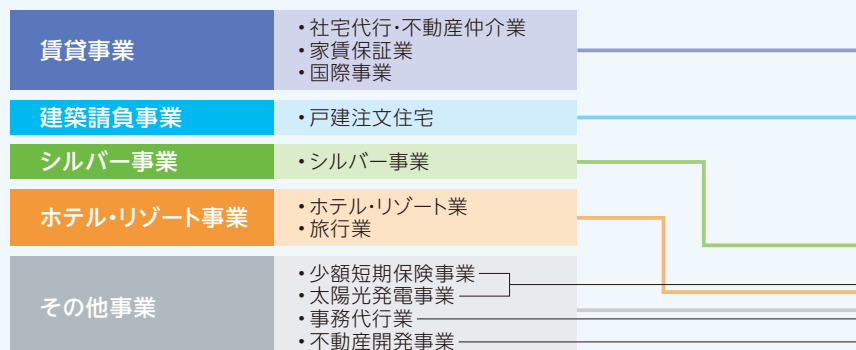 賃貸事業
・社宅代行・不動産仲介業
・家賃保証業
・国際事業
建築請負事業
・戸建注文住宅
シルバー事業
・シルバー事業
ホテル・リゾート事業
・ホテル・リゾート業
・旅行業
その他事業
・少額短期保険事業
・太陽光発電事業
・事務代行業
・不動産開発事業